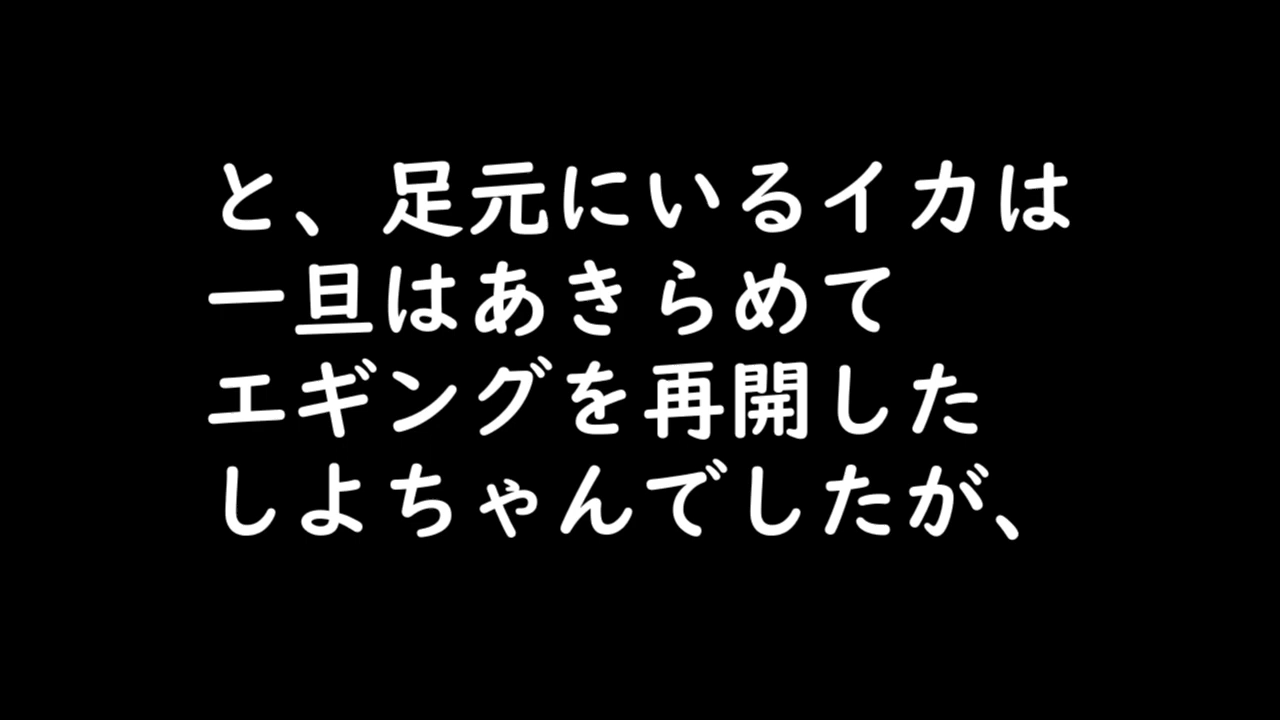 と、足元にいるイカは
一旦はあきらめて
エギングを再開した
しよちゃんでしたが、